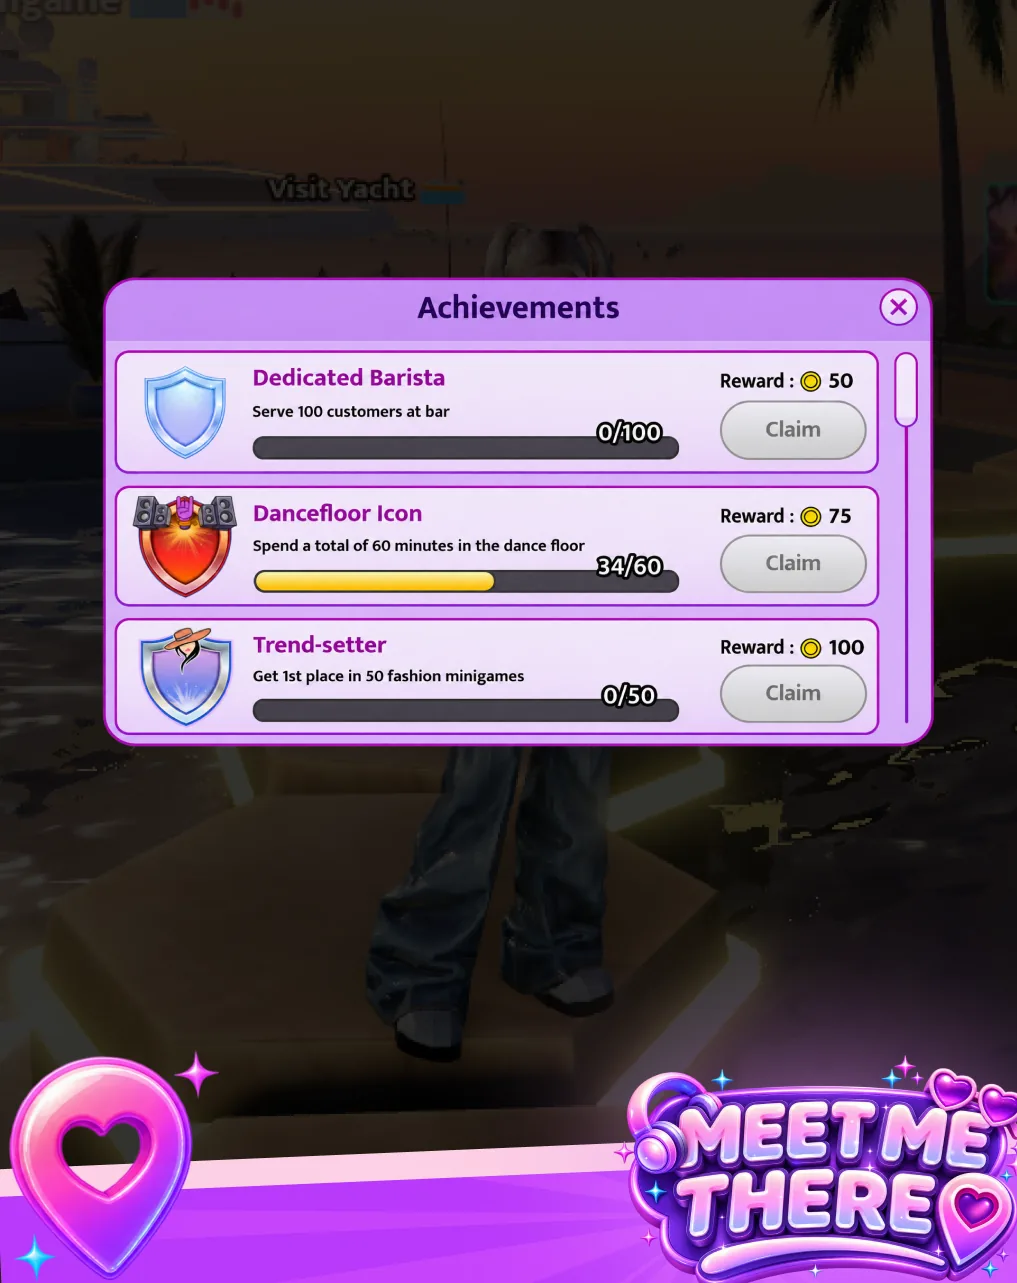 Visit Yacht
Achievements
Dedicated Barista
Serve 100 customers at bar
0/100
Reward : 50
Claim
Dancefloor Icon
Spend a total of 60 minutes in the dance floor
34/60
Reward : 75
Claim
Trend-setter
Get 1st place in 50 fashion minigames
0/50
Reward : 100
Claim
MEET ME
THERE